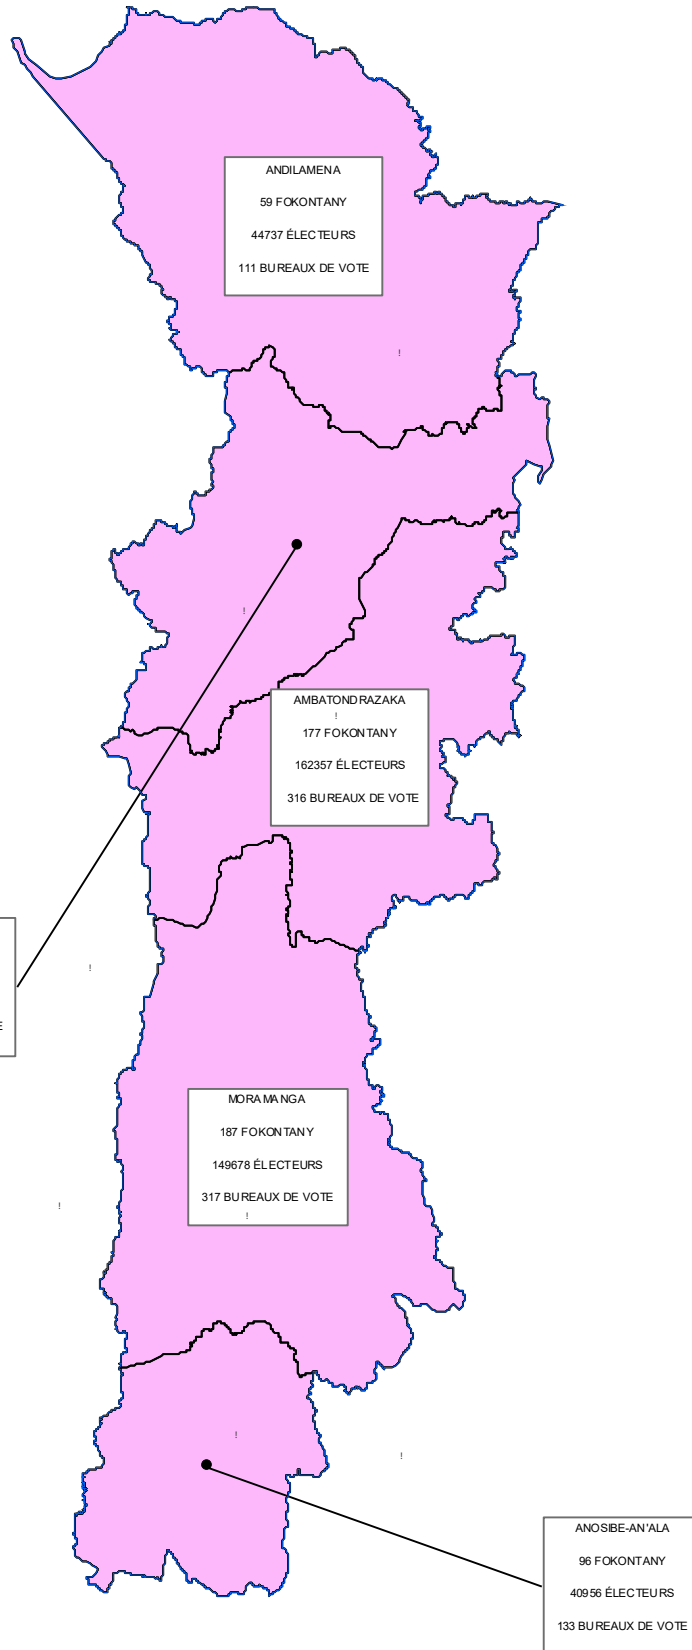 ANDILAMENA
59 FOKONTANY
44737 ÉLECTEURS
111 BUREAUX DE VOTE
AMBATONDRAZAKA
177 FOKONTANY
162357 ÉLECTEURS
316 BUREAUX DE VOTE
E
MORAMANGA
187 FOKONTANY
149678 ÉLECTEURS
317 BUREAUX DE VOTE
ANOSIBE-AN'ALA
96 FOKONTANY
40956 ÉLECTEURS
133 BUREAUX DE VOTE